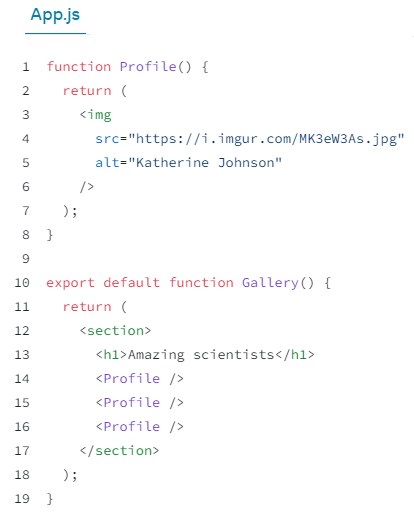 App.js
1 function Profile() {
2   return (
3     <img
4       src="https://i.imgur.com/MK3eW3As.jpg"
5       alt="Katherine Johnson"
6     />
7   );
8 }
9
10 export default function Gallery() {
11   return (
12     <section>
13       <h1>Amazing scientists</h1>
14       <Profile />
15       <Profile />
16       <Profile />
17     </section>
18   );
19 }